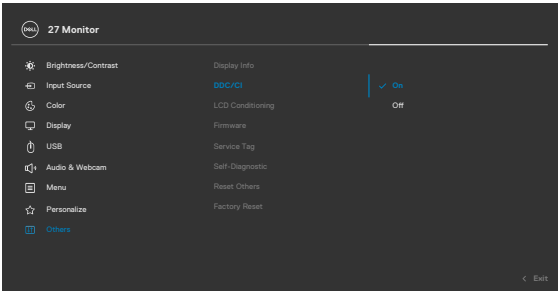 DELL 27 Monitor
Brightness/Contrast Display Info
Input Source DDC/CI ✓ On
Color LCD Conditioning Off
Display Firmware
USB Service Tag
Audio & Webcam Self-Diagnostic
Menu Reset Others
Personalize Factory Reset
Others
< Exit